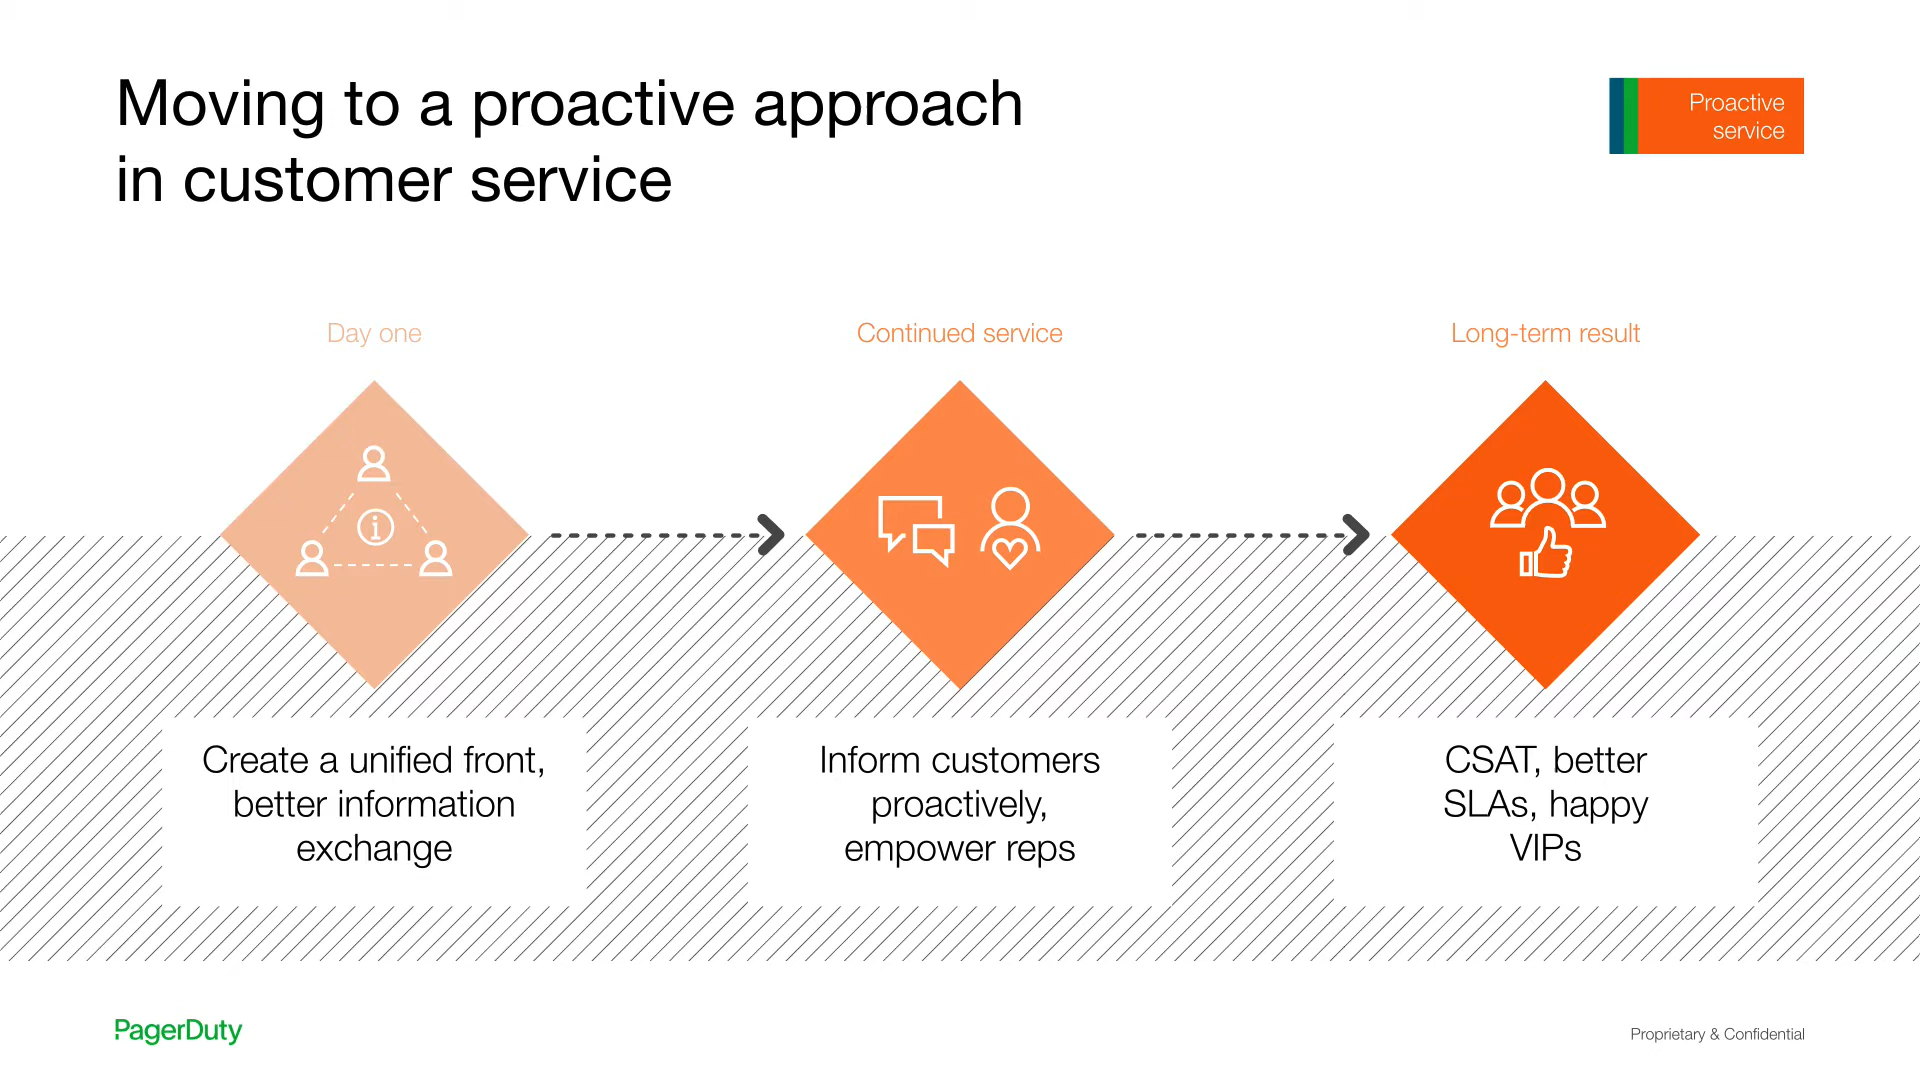 Moving to a proactive approach
in customer service
Proactive
service
Day one
Continued service
Long-term result
i
Create a unified front,
better information
exchange
Inform customers
proactively,
empower reps
CSAT, better
SLAs, happy
VIPs
PagerDuty
Proprietary & Confidential